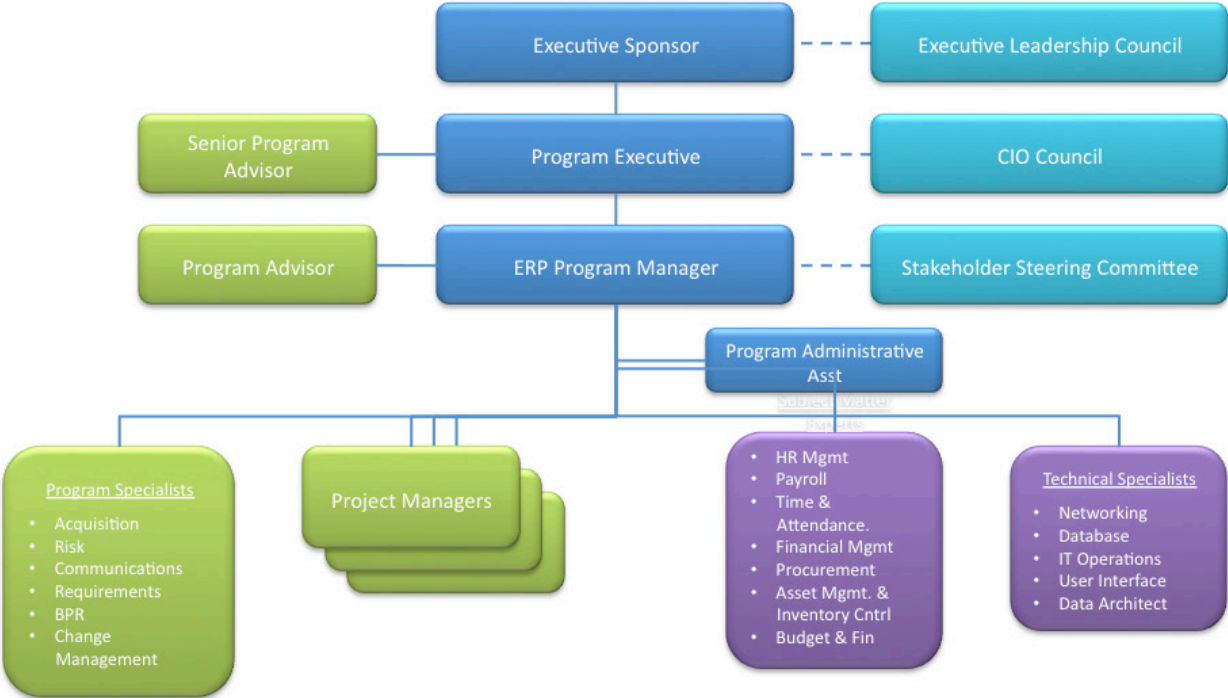 Executive Sponsor
Executive Leadership Council
Senior Program
Advisor
Program Executive
CIO Council
Program Advisor
ERP Program Manager
Stakeholder Steering Committee
Program Administrative
Asst
Program Specialists
• Acquisition
• Risk
• Communications
• Requirements
• BPR
• Change
Management
Project Managers
Subject Matter
Experts
• HR Mgmt
• Payroll
• Time &
Attendance.
• Financial Mgmt
• Procurement
• Asset Mgmt. &
Inventory Cntrl
• Budget & Fin
Technical Specialists
• Networking
• Database
• IT Operations
• User Interface
• Data Architect